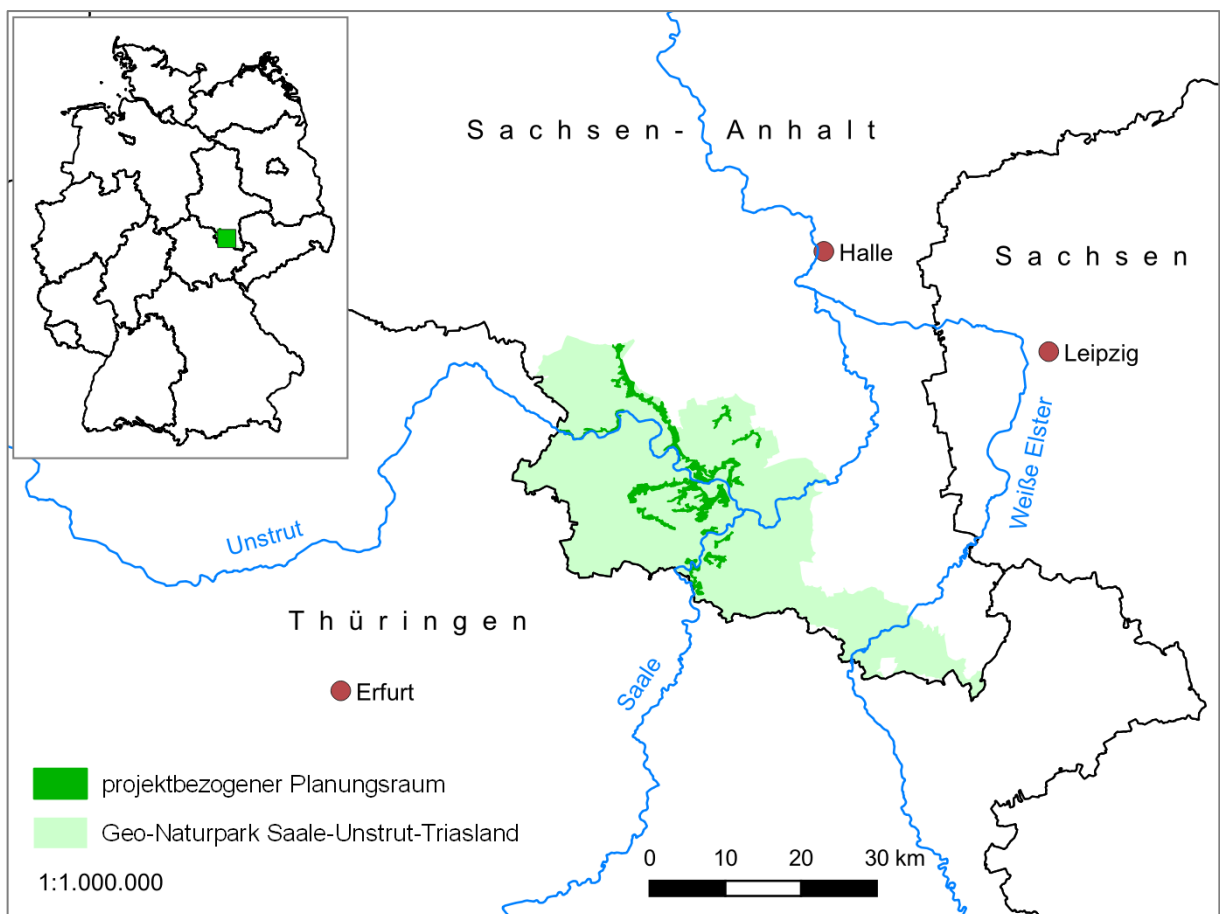 Sachsen- Anhalt
Halle
Sachsen
Leipzig
Weiße Elster
Unstrut
Thüringen
Saale
Erfurt
projektbezogener Planungsraum
Geo-Naturpark Saale-Unstrut-Triasland
0 10 20 30 km
1:1.000.000